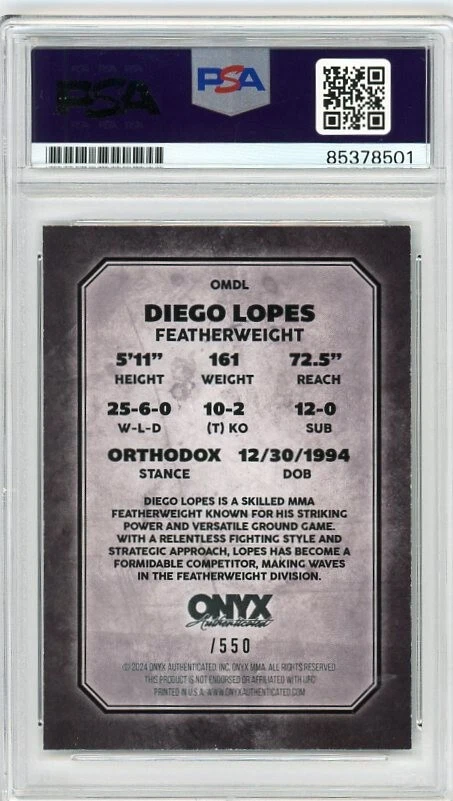 PSA PSA PSA
PSA
PSA
85378501
OMDL
DIEGO LOPES
FEATHERWEIGHT
5'11” 161 72.5”
HEIGHT WEIGHT REACH
25-6-0 10-2 12-0
W-L-D (T) KO SUB
ORTHODOX 12/30/1994
STANCE DOB
DIEGO LOPES IS A SKILLED MMA
FEATHERWEIGHT KNOWN FOR HIS STRIKING
POWER AND VERSATILE GROUND GAME.
WITH A RELENTLESS FIGHTING STYLE AND
STRATEGIC APPROACH, LOPES HAS BECOME A
FORMIDABLE COMPETITOR, MAKING WAVES
IN THE FEATHERWEIGHT DIVISION.
ONYX
Authenticated
/550
© 2024 ONYX AUTHENTICATED, INC. ONYX MMA. ALL RIGHTS RESERVED.
THIS PRODUCT IS NOT ENDORSED OR AFFILIATED WITH UFC
PRINTED IN U.S.A. WWW.ONYXAUTHENTICATED.COM